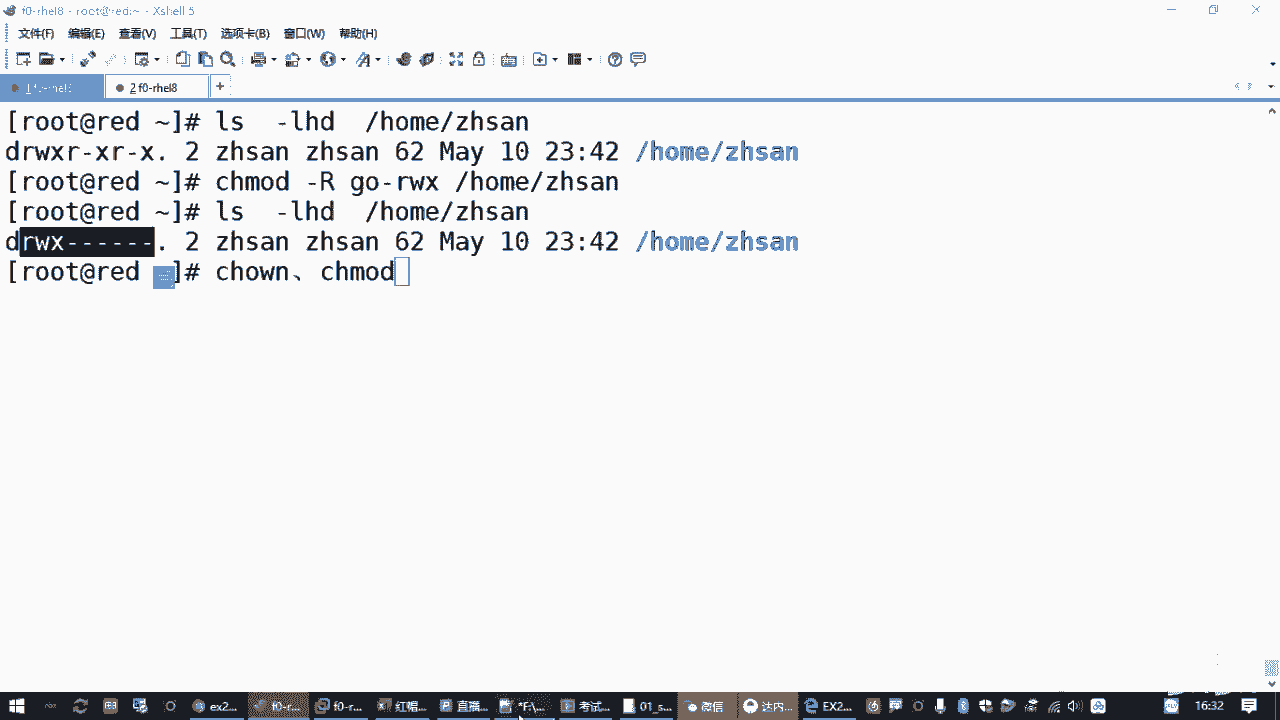 f0-rhel8 - root@red:~ - Xshell 5
文件(F) 编辑(E) 查看(V) 工具(T) 选项卡(B) 窗口(W) 帮助(H)
1 f0-rhel8 2 f0-rhel8 +
[root@red ~]# ls  -lhd  /home/zhsan
drwxr-xr-x. 2 zhsan zhsan 62 May 10 23:42 /home/zhsan
[root@red ~]# chmod -R go-rwx /home/zhsan
[root@red ~]# ls  -lhd  /home/zhsan
drwx------. 2 zhsan zhsan 62 May 10 23:42 /home/zhsan
[root@red ]# chown、chmod
ex2... f0-r... f0-r... 红帽... 直播... *F:\... 考试... 01_s... 微信 达内... EX2... 16:32